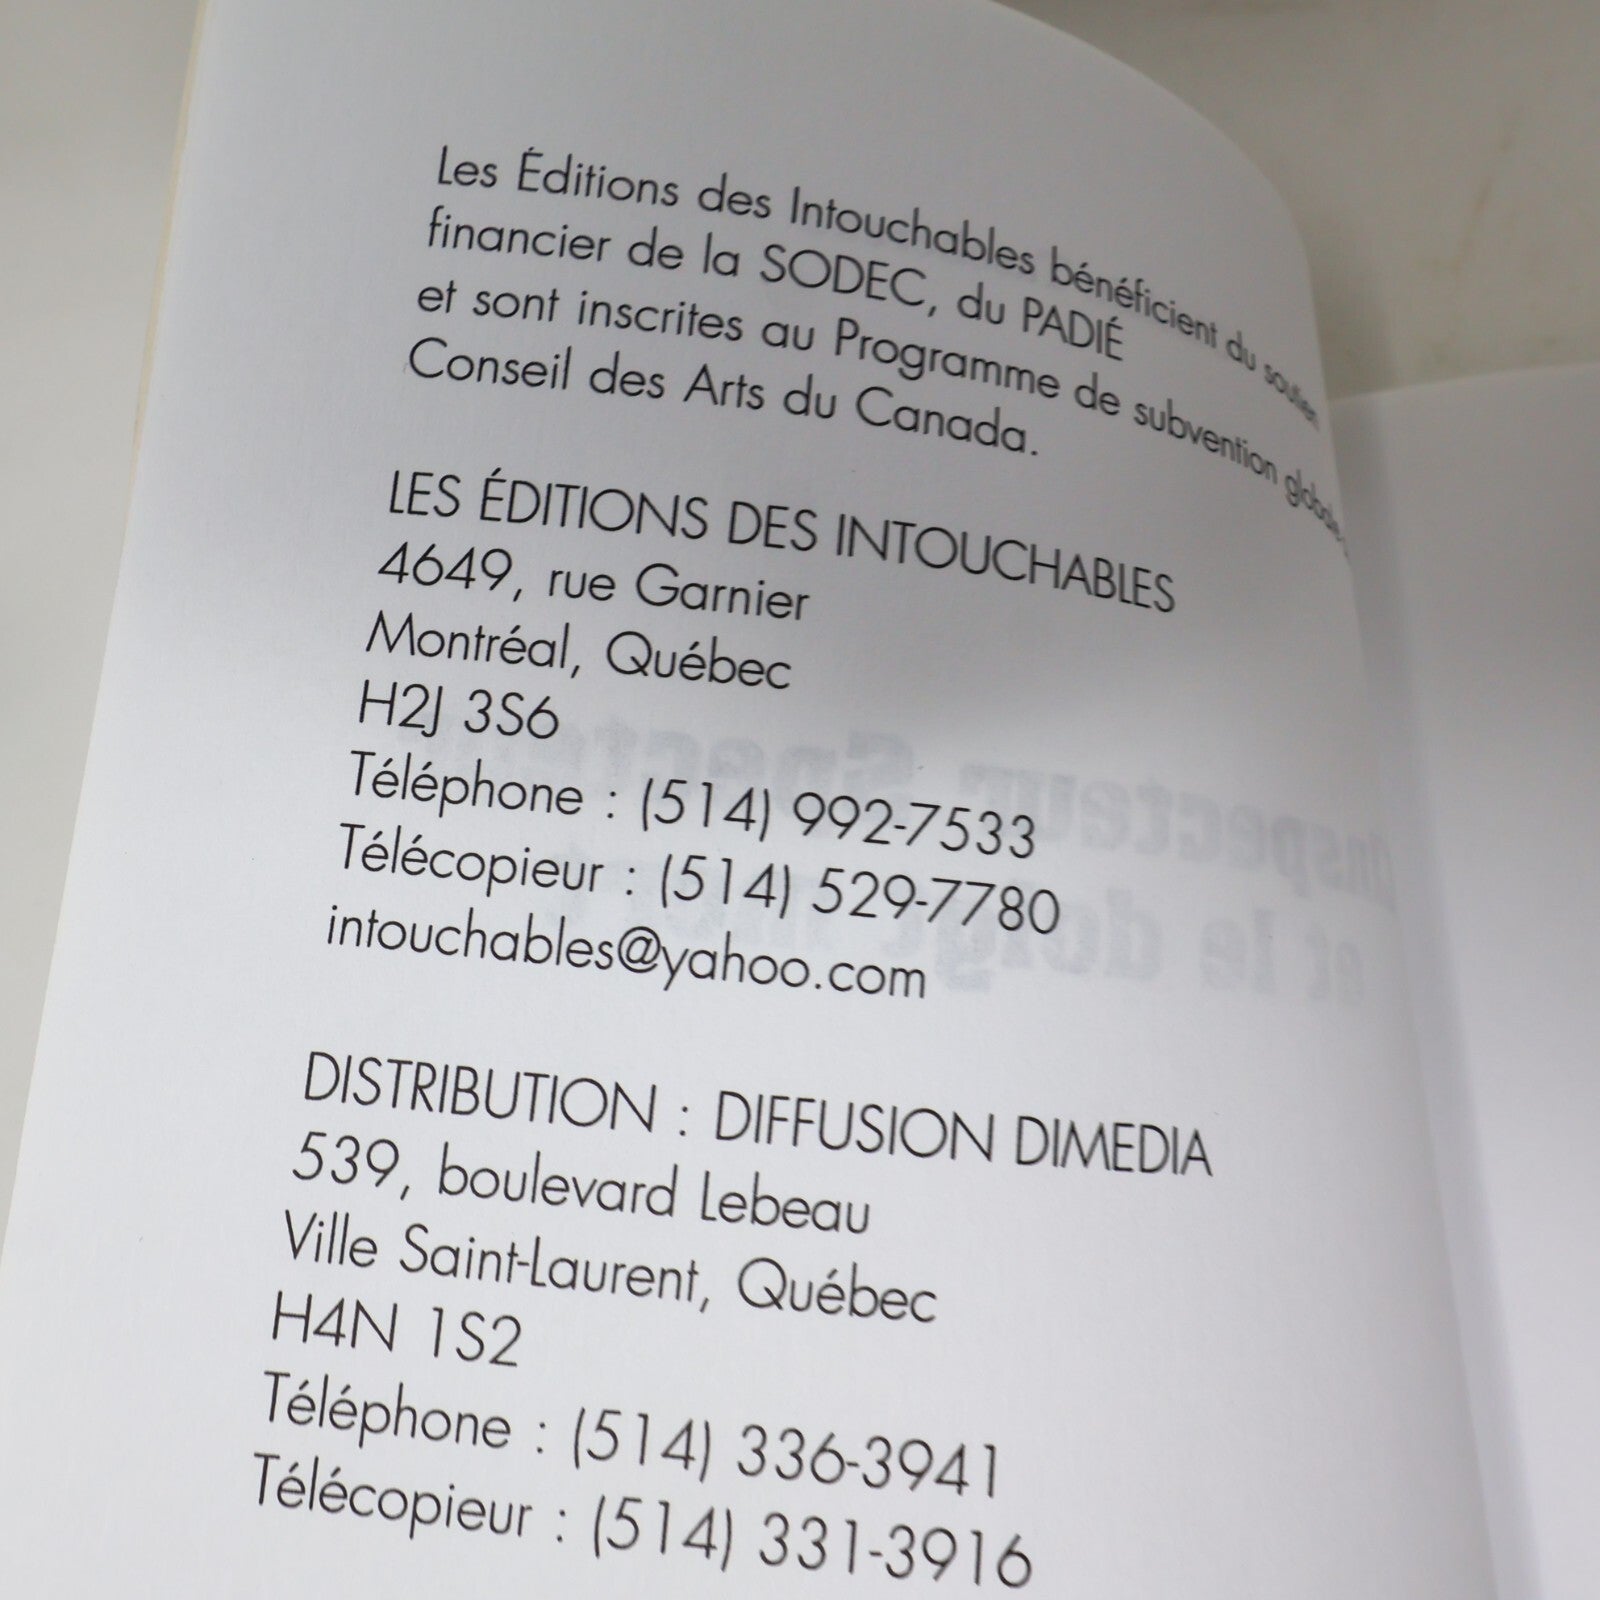 Les Éditions des Intouchables bénéficient du soutien
financier de la SODEC, du PADIÉ
et sont inscrites au Programme de subvention globale
Conseil des Arts du Canada.
LES ÉDITIONS DES INTOUCHABLES
4649, rue Garnier
Montréal, Québec
H2J 3S6
Téléphone : (514) 992-7533
Télécopieur : (514) 529-7780
intouchables@yahoo.com
DISTRIBUTION : DIFFUSION DIMEDIA
539, boulevard Lebeau
Ville Saint-Laurent, Québec
H4N 1S2
Téléphone : (514) 336-3941
Télécopieur : (514) 331-3916